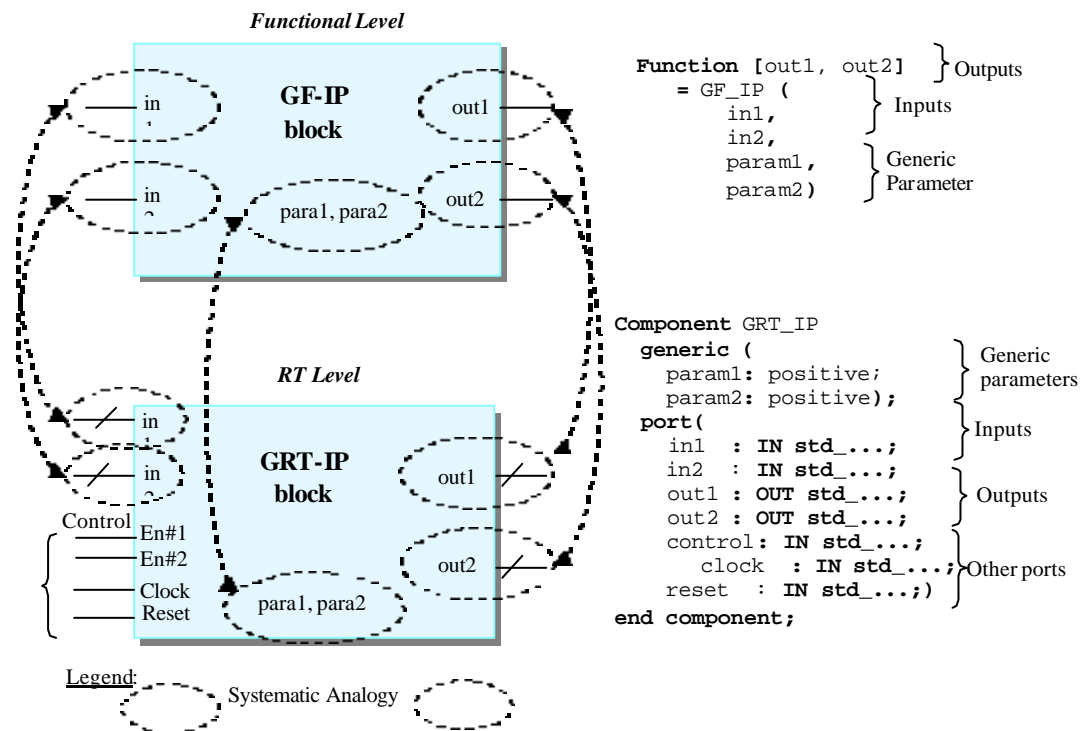 Functional Level
GF-IP
block
in
in
out1
out2
para1, para2
Function [out1, out2]
= GF_IP (
in1,
in2,
param1,
param2)
Outputs
Inputs
Generic
Parameter
RT Level
GRT-IP
block
in
in
out1
out2
para1, para2
Control
En#1
En#2
Clock
Reset
Component GRT_IP
generic (
param1: positive;
param2: positive);
port(
in1 : IN std_...;
in2 : IN std_...;
out1 : OUT std_...;
out2 : OUT std_...;
control: IN std_...;
clock : IN std_...;
reset : IN std_...;)
end component;
Generic
parameters
Inputs
Outputs
Other ports
Legend:
Systematic Analogy